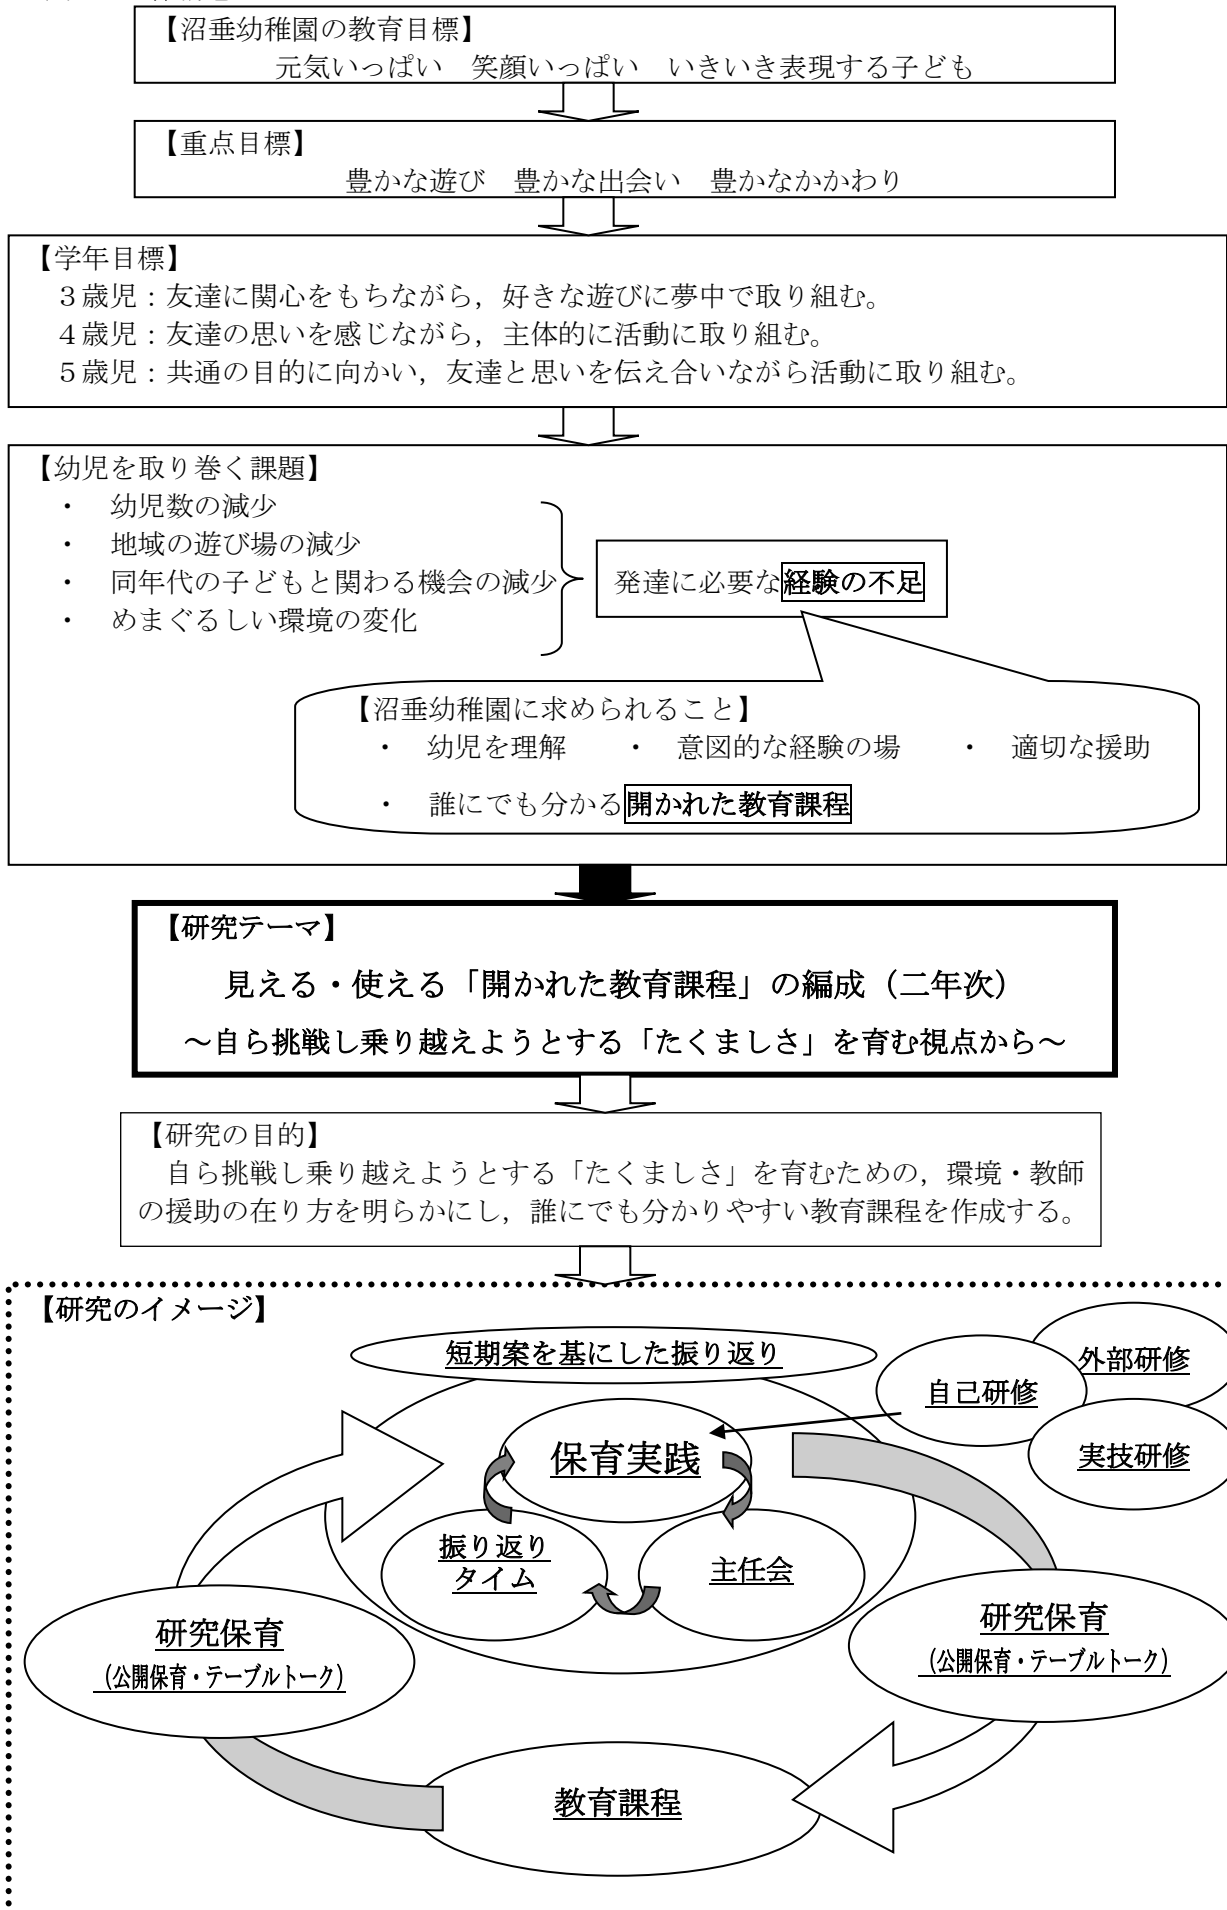 【沼垂幼稚園の教育目標】
元気いっぱい　笑顔いっぱい　いきいき表現する子ども
【重点目標】
豊かな遊び　豊かな出会い　豊かなかかわり
【学年目標】
３歳児：友達に関心をもちながら，好きな遊びに夢中で取り組む。
４歳児：友達の思いを感じながら，主体的に活動に取り組む。
５歳児：共通の目的に向かい，友達と思いを伝え合いながら活動に取り組む。
【幼児を取り巻く課題】
・　幼児数の減少
・　地域の遊び場の減少
・　同年代の子どもと関わる機会の減少
・　めまぐるしい環境の変化
発達に必要な経験の不足
【沼垂幼稚園に求められること】
・　幼児を理解　　・　意図的な経験の場　　・　適切な援助
・　誰にでも分かる開かれた教育課程
【研究テーマ】
見える・使える「開かれた教育課程」の編成（二年次）
～自ら挑戦し乗り越えようとする「たくましさ」を育む視点から～
【研究の目的】
自ら挑戦し乗り越えようとする「たくましさ」を育むための，環境・教師
の援助の在り方を明らかにし，誰にでも分かりやすい教育課程を作成する。
【研究のイメージ】
短期案を基にした振り返り
外部研修
自己研修
実技研修
保育実践
振り返り
タイム
主任会
研究保育
（公開保育・テーブルトーク）
研究保育
（公開保育・テーブルトーク）
教育課程